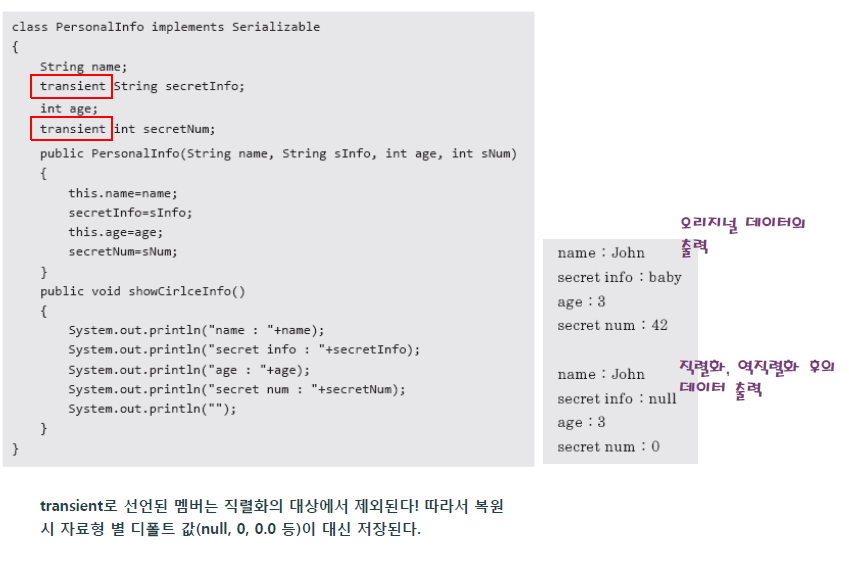 class PersonalInfo implements Serializable
{
String name;
transient String secretInfo;
int age;
transient int secretNum;
public PersonalInfo(String name, String sInfo, int age, int sNum)
{
this.name=name;
secretInfo=sInfo;
this.age=age;
secretNum=sNum;
}
public void showCirlceInfo()
{
System.out.println("name : "+name);
System.out.println("secret info : "+secretInfo);
System.out.println("age : "+age);
System.out.println("secret num : "+secretNum);
System.out.println("");
}
}
오리지널 데이터의
출력
name : John
secret info : baby
age : 3
secret num : 42
직렬화, 역직렬화 후의
데이터 출력
name : John
secret info : null
age : 3
secret num : 0
transient로 선언된 멤버는 직렬화의 대상에서 제외된다! 따라서 복원
시 자료형 별 디폴트 값(null, 0, 0.0 등)이 대신 저장된다.